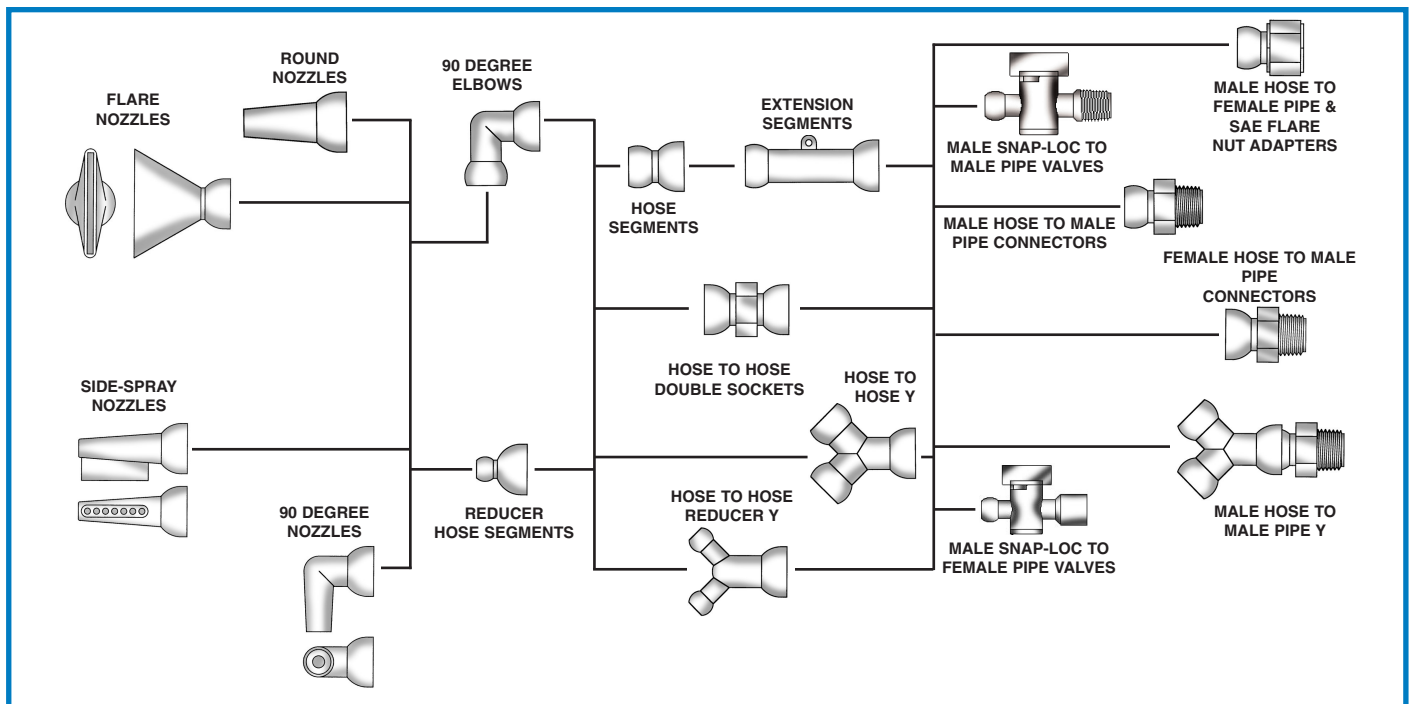 ROUND
NOZZLES
FLARE
NOZZLES
90 DEGREE
ELBOWS
EXTENSION
SEGMENTS
HOSE
SEGMENTS
MALE SNAP-LOC TO
MALE PIPE VALVES
MALE HOSE TO
FEMALE PIPE &
SAE FLARE
NUT ADAPTERS
MALE HOSE TO MALE
PIPE CONNECTORS
FEMALE HOSE TO MALE
PIPE
CONNECTORS
HOSE TO HOSE
DOUBLE SOCKETS
HOSE TO
HOSE Y
SIDE-SPRAY
NOZZLES
90 DEGREE
NOZZLES
REDUCER
HOSE SEGMENTS
HOSE TO HOSE
REDUCER Y
MALE SNAP-LOC TO
FEMALE PIPE VALVES
MALE HOSE TO
MALE PIPE Y